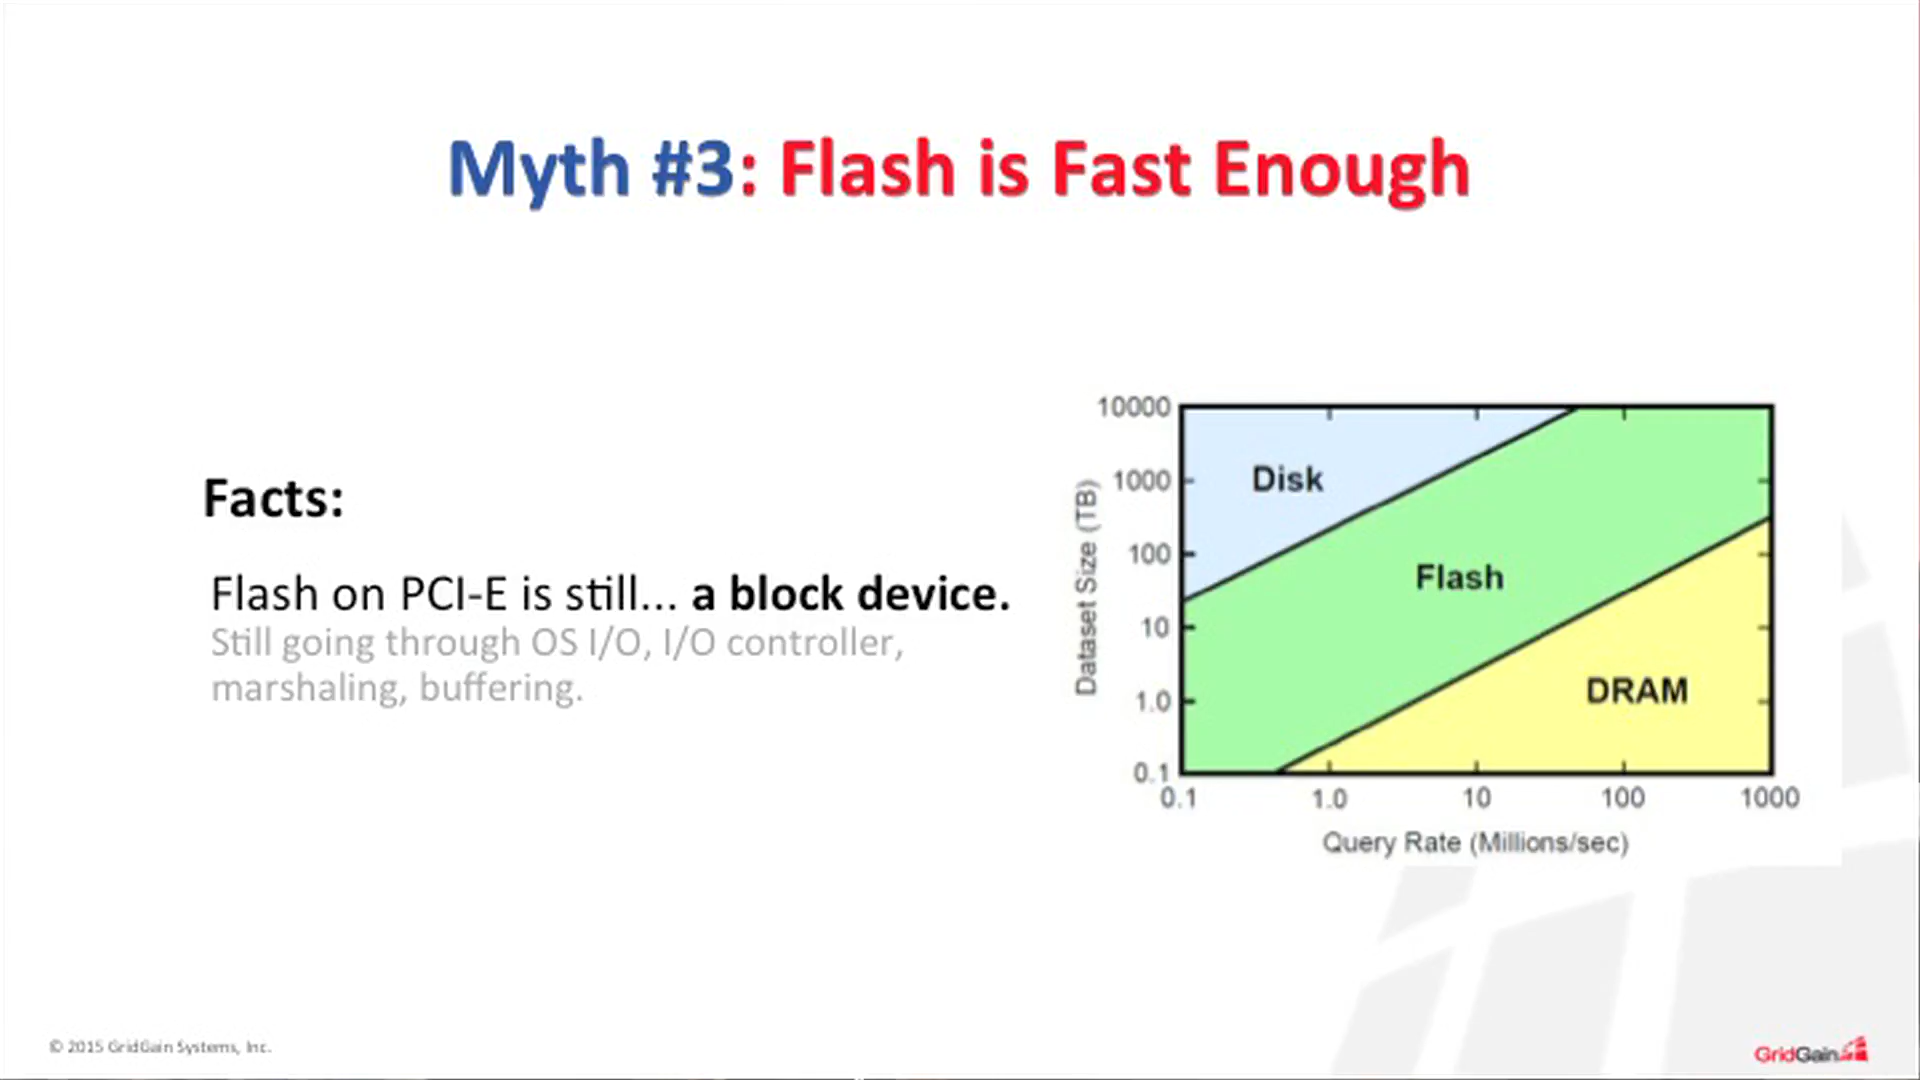 Myth #3: Flash is Fast Enough
Facts:
Flash on PCI-E is still... a block device.
Still going through OS I/O, I/O controller,
marshaling, buffering.
10000
1000
100
10
1.0
0.1
Dataset Size (TB)
Disk
Flash
DRAM
0.1 1.0 10 100 1000
Query Rate (Millions/sec)
© 2015 GridGain Systems, Inc.
GridGain